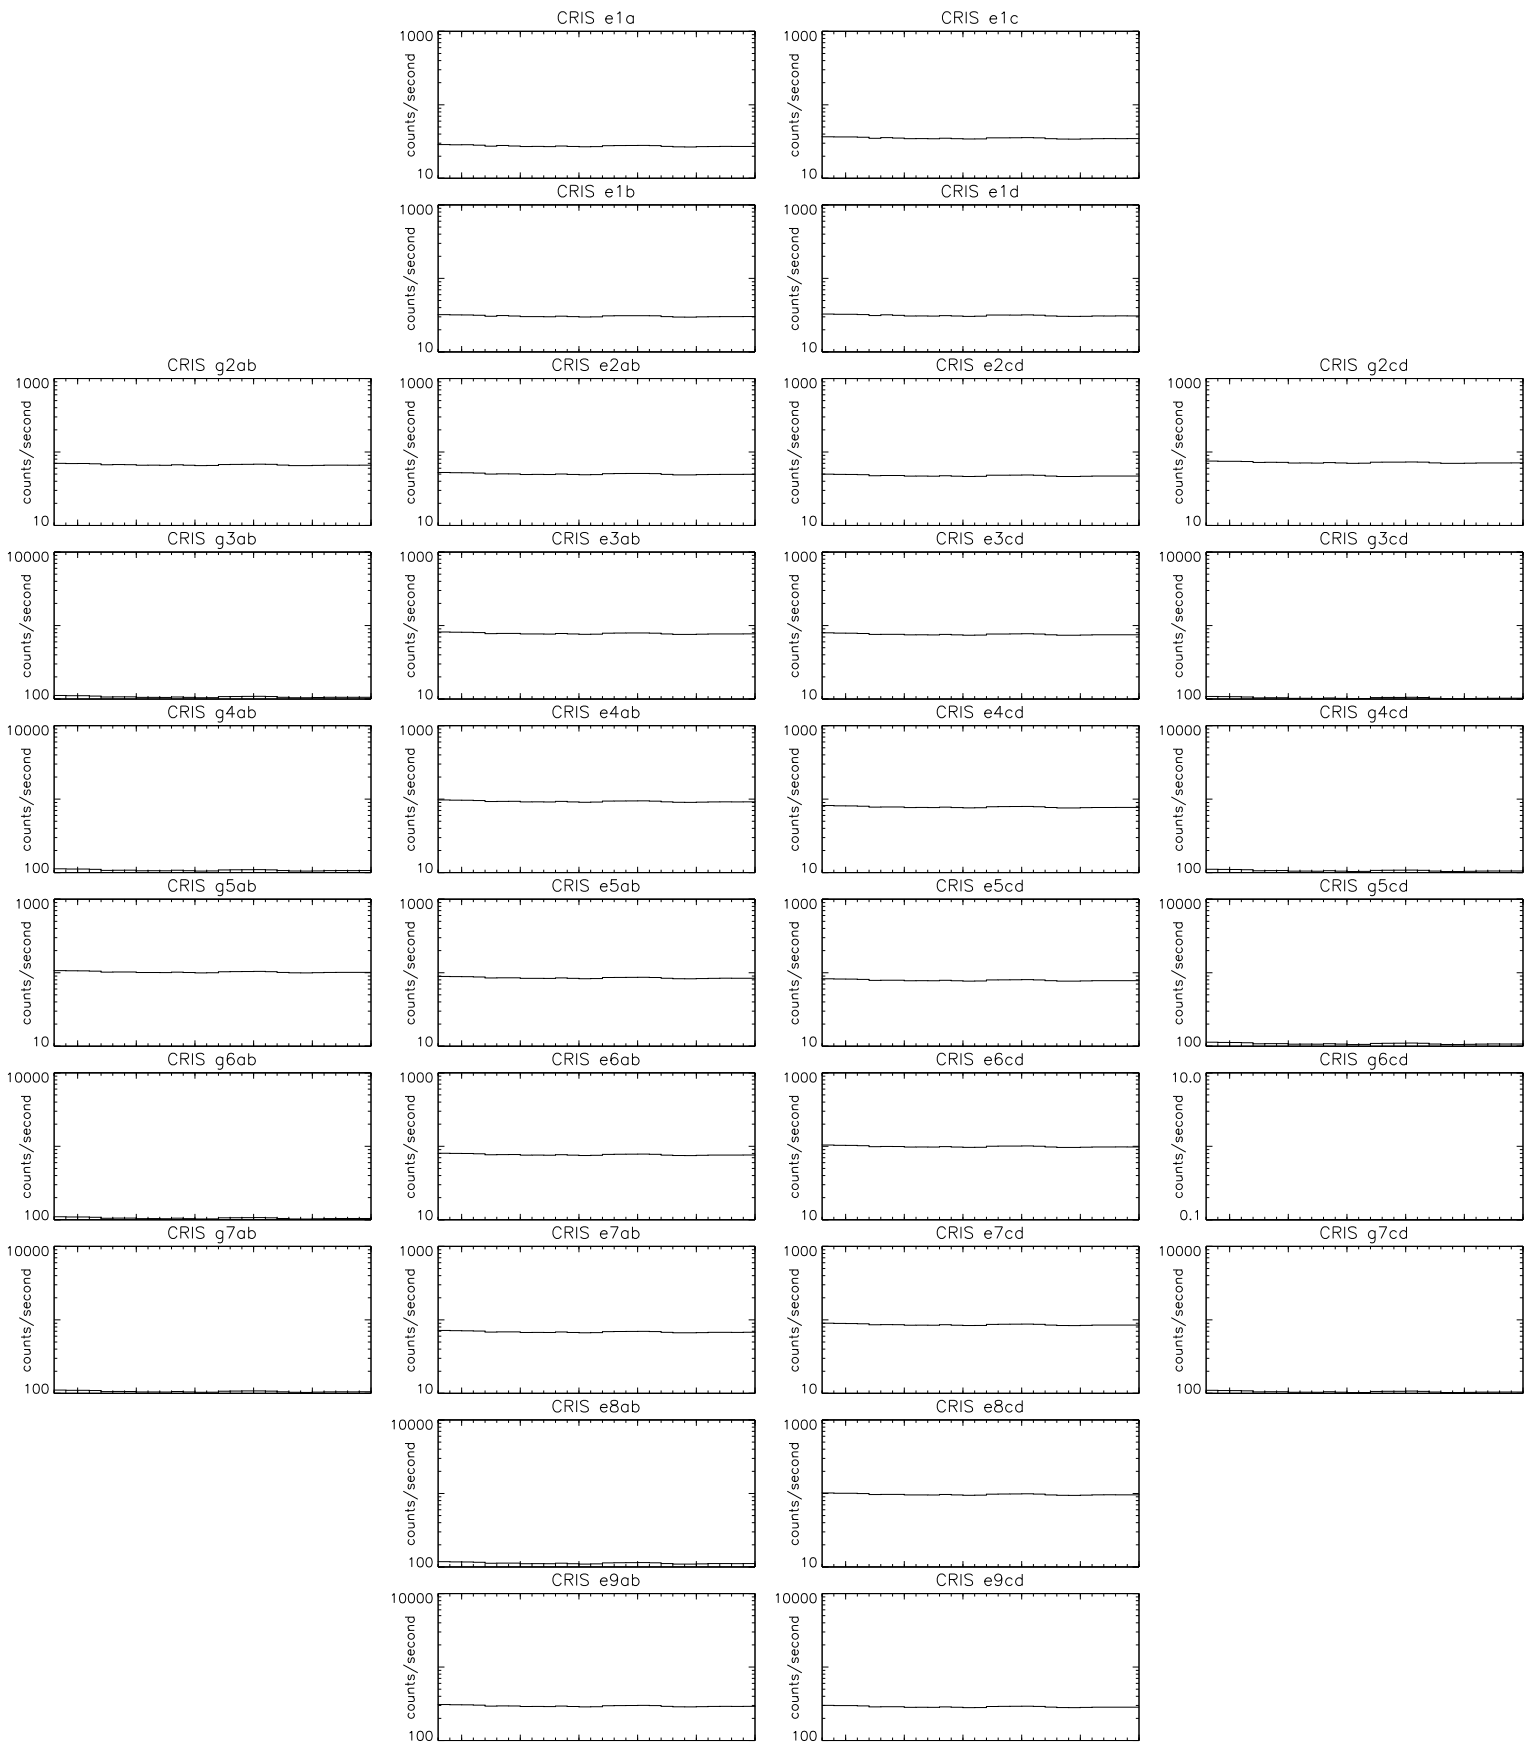 CRIS e1a
1000
counts/second
10
CRIS e1c
1000
counts/second
10
CRIS e1b
1000
counts/second
10
CRIS e1d
1000
counts/second
10
CRIS g2ab
1000
counts/second
10
CRIS e2ab
1000
counts/second
10
CRIS e2cd
1000
counts/second
10
CRIS g2cd
1000
counts/second
10
CRIS g3ab
10000
counts/second
100
CRIS e3ab
1000
counts/second
10
CRIS e3cd
1000
counts/second
10
CRIS g3cd
10000
counts/second
100
CRIS g4ab
10000
counts/second
100
CRIS e4ab
1000
counts/second
10
CRIS e4cd
1000
counts/second
10
CRIS g4cd
10000
counts/second
100
CRIS g5ab
1000
counts/second
10
CRIS e5ab
1000
counts/second
10
CRIS e5cd
1000
counts/second
10
CRIS g5cd
10000
counts/second
100
CRIS g6ab
10000
counts/second
100
CRIS e6ab
1000
counts/second
10
CRIS e6cd
1000
counts/second
10
CRIS g6cd
10.0
counts/second
0.1
CRIS g7ab
10000
counts/second
100
CRIS e7ab
1000
counts/second
10
CRIS e7cd
1000
counts/second
10
CRIS g7cd
10000
counts/second
100
CRIS e8ab
10000
counts/second
100
CRIS e8cd
1000
counts/second
10
CRIS e9ab
10000
counts/second
100
CRIS e9cd
10000
counts/second
100